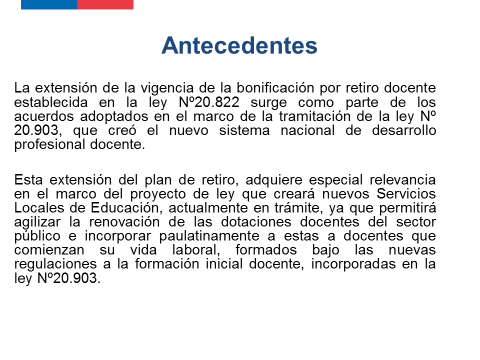 Antecedentes
La extensión de la vigencia de la bonificación por retiro docente
establecida en la ley Nº20.822 surge como parte de los
acuerdos adoptados en el marco de la tramitación de la ley Nº
20.903, que creó el nuevo sistema nacional de desarrollo
profesional docente.
Esta extensión del plan de retiro, adquiere especial relevancia
en el marco del proyecto de ley que creará nuevos Servicios
Locales de Educación, actualmente en trámite, ya que permitirá
agilizar la renovación de las dotaciones docentes del sector
público e incorporar paulatinamente a estas a docentes que
comienzan su vida laboral, formados bajo las nuevas
regulaciones a la formación inicial docente, incorporadas en la
ley Nº20.903.